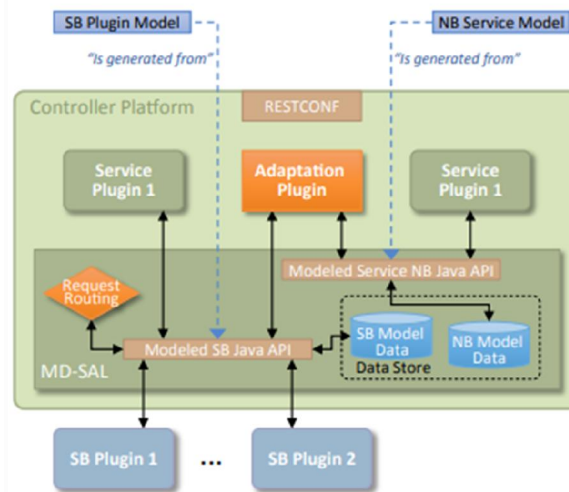 SB Plugin Model
NB Service Model
“Is generated from”
“Is generated from”
Controller Platform
RESTCONF
Service
Plugin 1
Adaptation
Plugin
Service
Plugin 1
Modeled Service NB Java API
Request
Routing
SB Model
Data
NB Model
Data
Modeled SB Java API
Data Store
MD-SAL
SB Plugin 1
...
SB Plugin 2